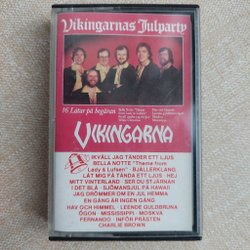 Vikingarnas Julparty
16 Låtar på begäran
VIKINGARNA
IKVÄLL JAG TÄNDER ETT LJUS
BELLA NOTTE "Theme from
Lady & Lufsen" · BJÄLLERKLANG
LÅT MIG FÅ TÄNDA ETT LJUS · HEJ
MITT VINTERLAND · SER DU STJÄRNAN
I DET BLÅ · SJÖMANSJUL PÅ HAWAII
JAG DRÖMMER OM EN JUL HEMMA
EN GÅNG ÄR INGEN GÅNG
HAV OCH HIMMEL · LEENDE GULDBRUNA
ÖGON · MISSISSIPPI · MOSKVA
FERNANDO · INFÖR PRÄSTEN
CHARLIE BROWN